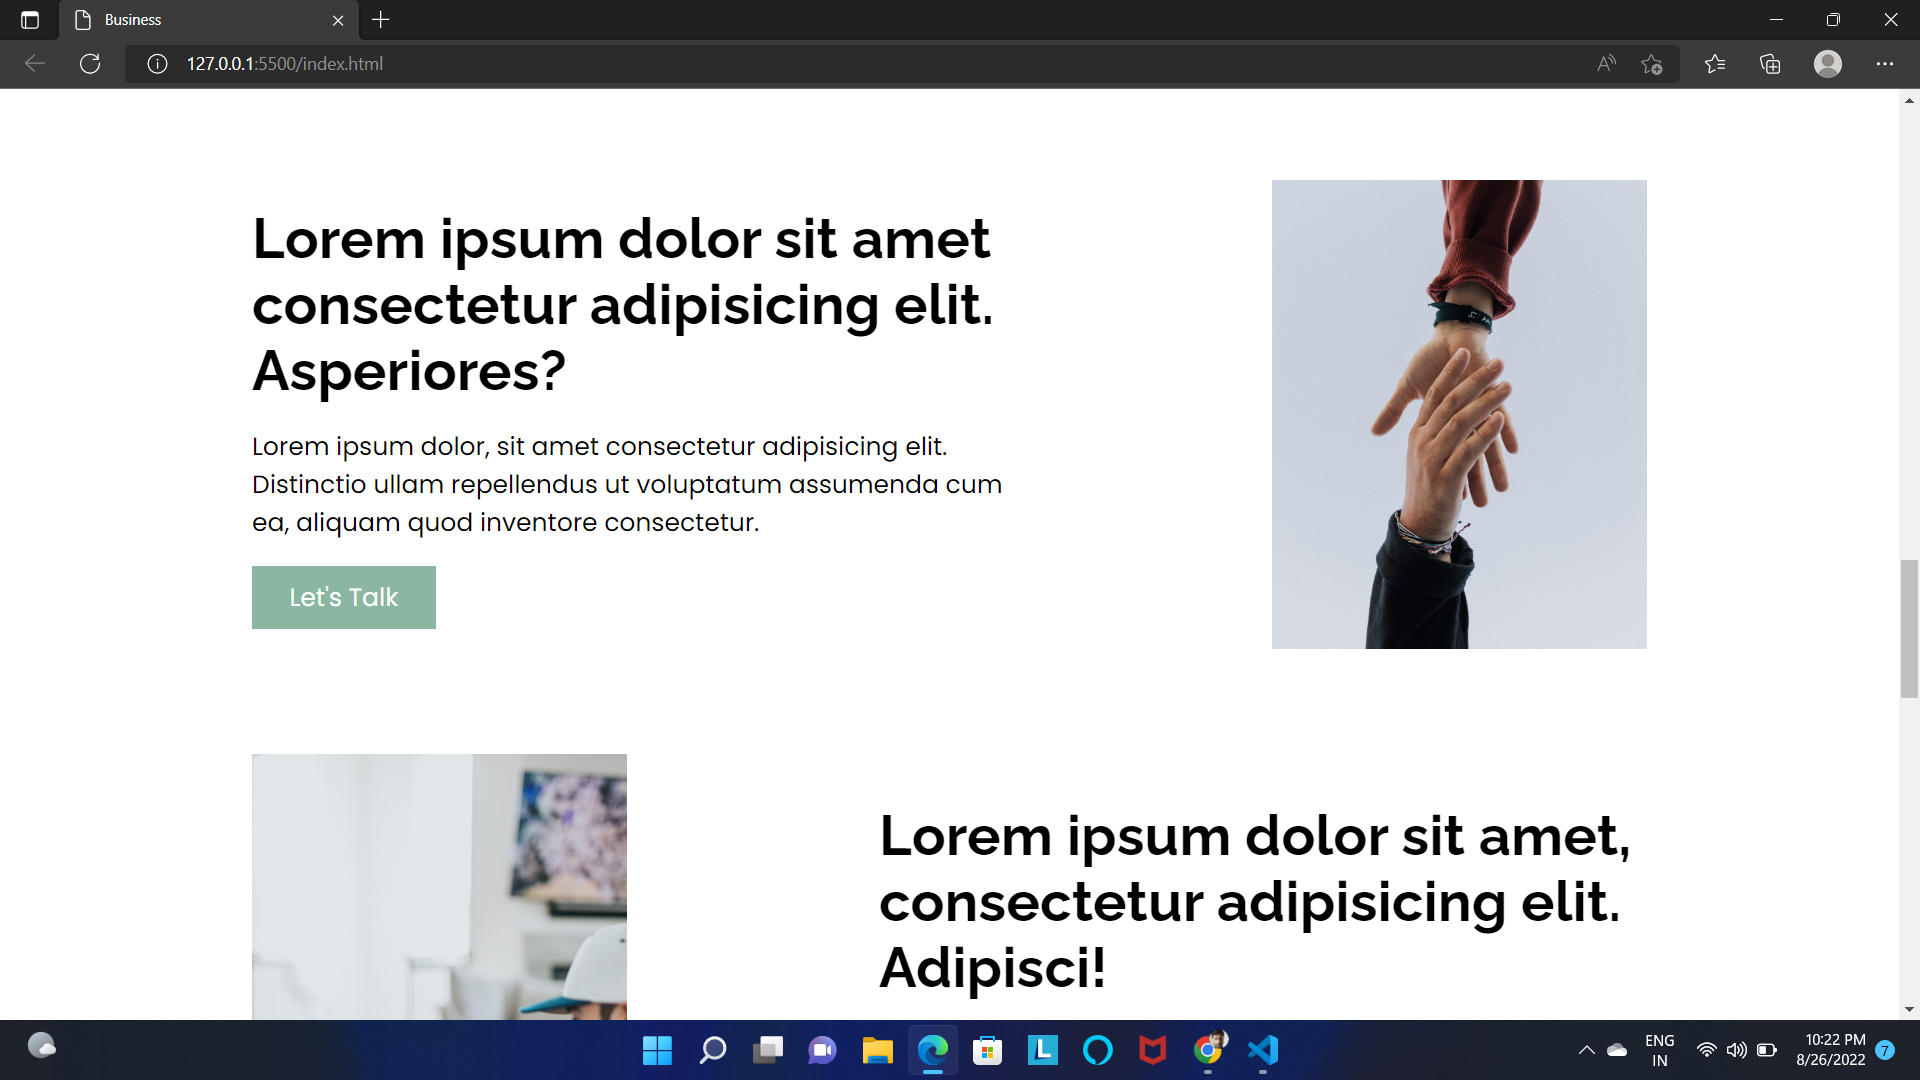 Business
127.0.0.1:5500/index.html
Lorem ipsum dolor sit amet
consectetur adipisicing elit.
Asperiores?
Lorem ipsum dolor, sit amet consectetur adipisicing elit.
Distinctio ullam repellendus ut voluptatum assumenda cum
ea, aliquam quod inventore consectetur.
Let's Talk
Lorem ipsum dolor sit amet,
consectetur adipisicing elit.
Adipisci!
ENG
IN
10:22 PM
8/26/2022
7